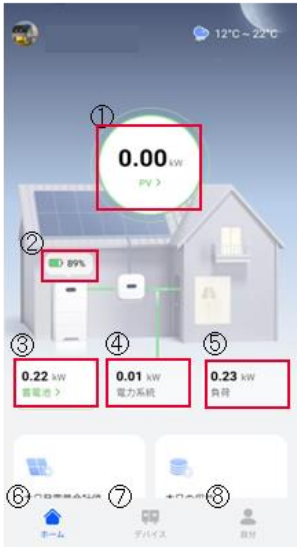 12°C ~ 22°C
①
0.00 kW
PV >
②
89%
③
④
⑤
0.22 kW
0.01 kW
0.23 kW
蓄電池 >
電力系統
負荷
⑥
⑦
⑧
ホーム
デバイス
自分